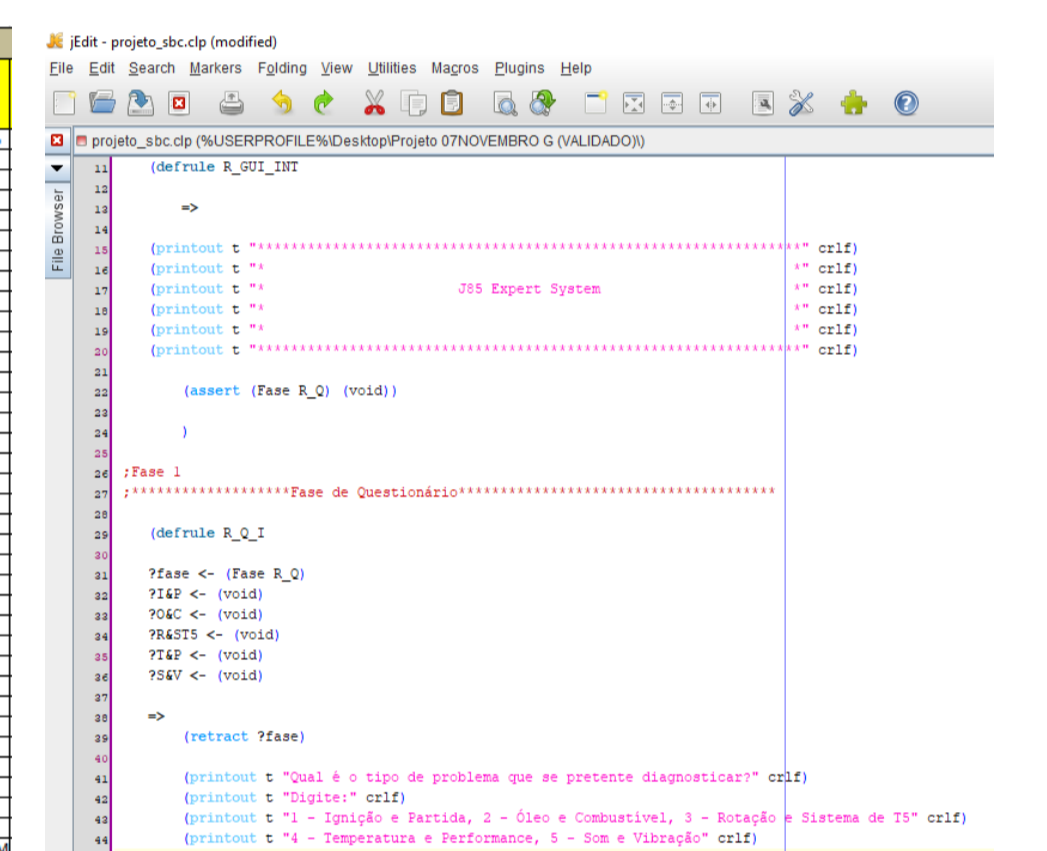 jEdit - projeto_sbc.clp (modified)
File Edit Search Markers Folding View Utilities Macros Plugins Help
projeto_sbc.clp (%USERPROFILE%\Desktop\Projeto 07NOVEMBRO G (VALIDADO)\)
File Browser
11 (defrule R_GUI_INT
12
13 =>
14
15 (printout t "*****************************************************************" crlf)
16 (printout t "* *" crlf)
17 (printout t "* J85 Expert System *" crlf)
18 (printout t "* *" crlf)
19 (printout t "* *" crlf)
20 (printout t "*****************************************************************" crlf)
21
22 (assert (Fase R_Q) (void))
23
24 )
25
26 ;Fase 1
27 ;*******************Fase de Questionário**************************************
28
29 (defrule R_Q_I
30
31 ?fase <- (Fase R_Q)
32 ?I&P <- (void)
33 ?O&C <- (void)
34 ?R&ST5 <- (void)
35 ?T&P <- (void)
36 ?S&V <- (void)
37
38 =>
39 (retract ?fase)
40
41 (printout t "Qual é o tipo de problema que se pretente diagnosticar?" crlf)
42 (printout t "Digite:" crlf)
43 (printout t "1 - Ignição e Partida, 2 - Óleo e Combustível, 3 - Rotação e Sistema de T5" crlf)
44 (printout t "4 - Temperatura e Performance, 5 - Som e Vibração" crlf)